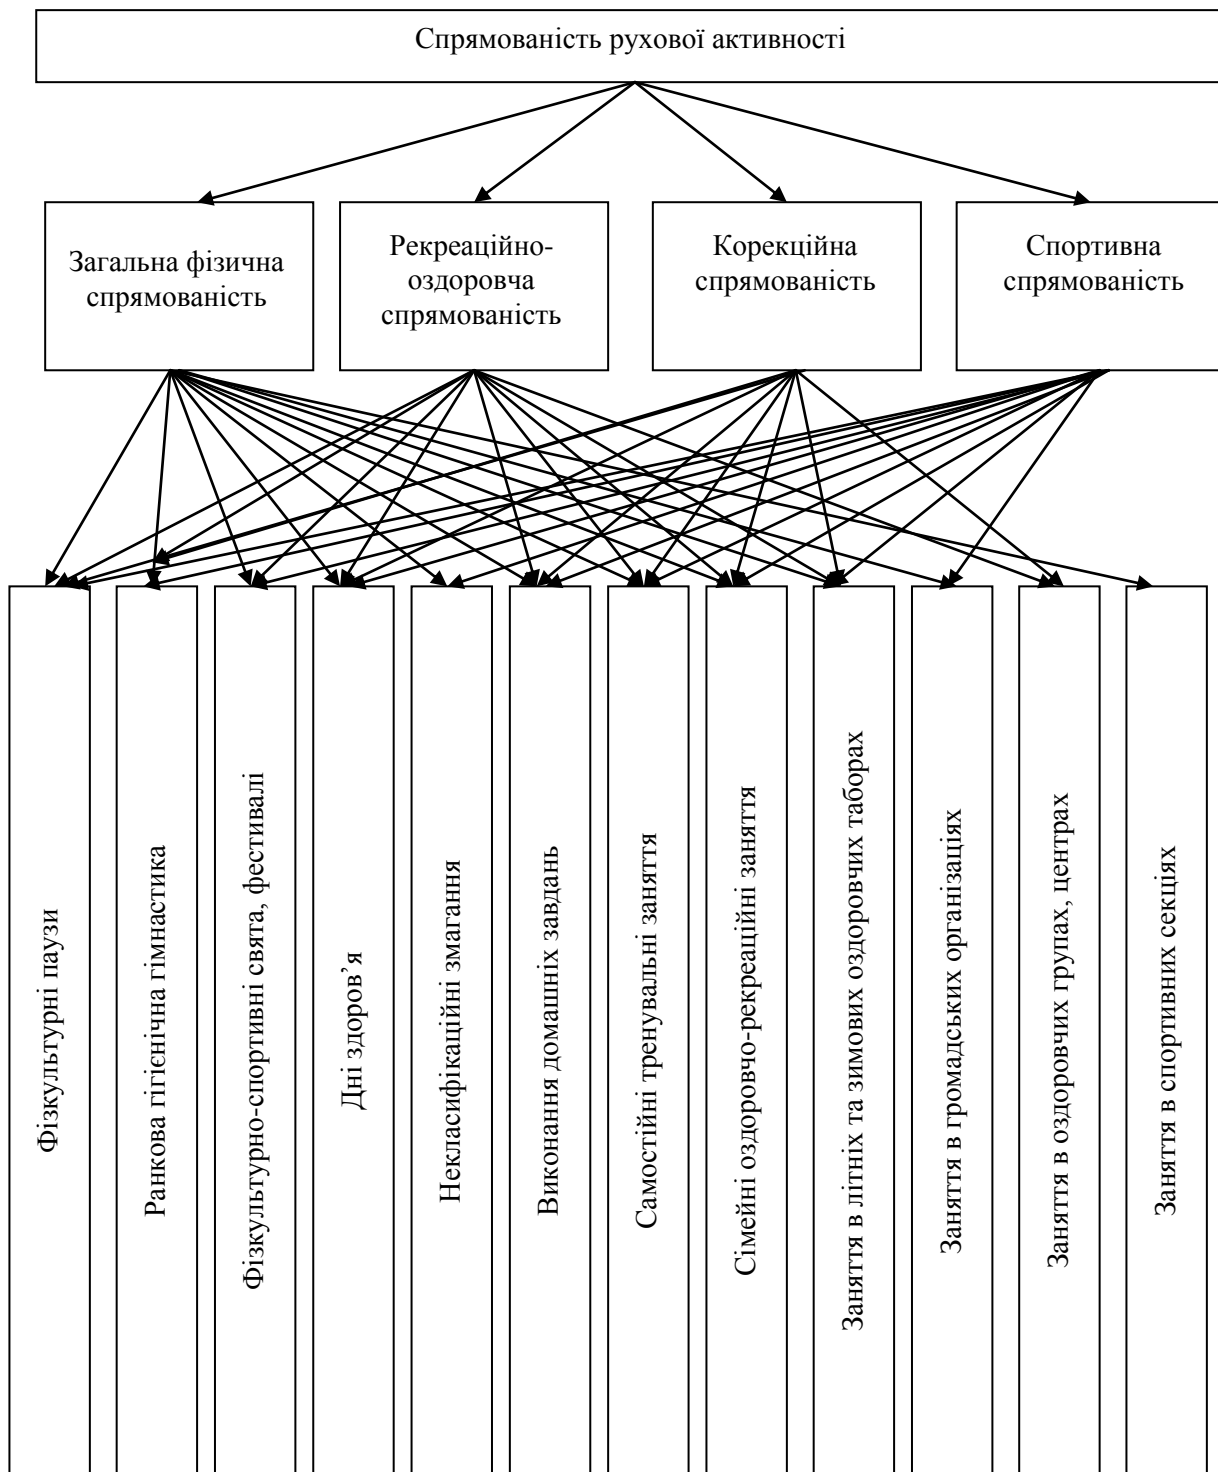 Спрямованість рухової активності
Загальна фізична
спрямованість
Рекреаційно-
оздоровча
спрямованість
Корекційна
спрямованість
Спортивна
спрямованість
Фізкультурні паузи
Ранкова гігієнічна гімнастика
Фізкультурно-спортивні свята, фестивалі
Дні здоров’я
Некласифікаційні змагання
Виконання домашніх завдань
Самостійні тренувальні заняття
Сімейні оздоровчо-рекреаційні заняття
Заняття в літніх та зимових оздоровчих таборах
Заняття в громадських організаціях
Заняття в оздоровчих групах, центрах
Заняття в спортивних секціях